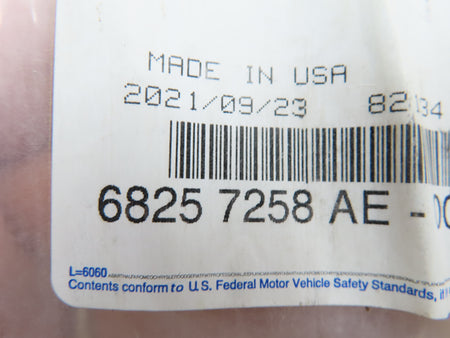 MADE IN USA
2021/09/23
6825 7258 AE
L=6060
Contents conform to U.S. Federal Motor Vehicle Safety Standards,